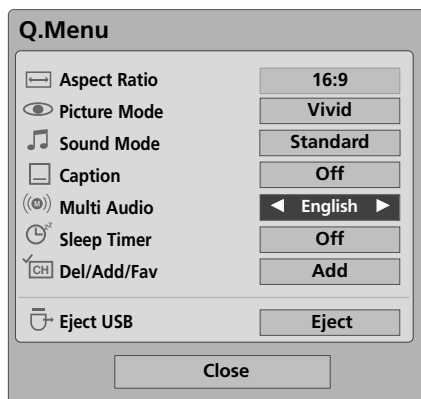 Q.Menu
Aspect Ratio 16:9
Picture Mode Vivid
Sound Mode Standard
Caption Off
Multi Audio ◀ English ▶
Sleep Timer Off
Del/Add/Fav Add
Eject USB Eject
Close